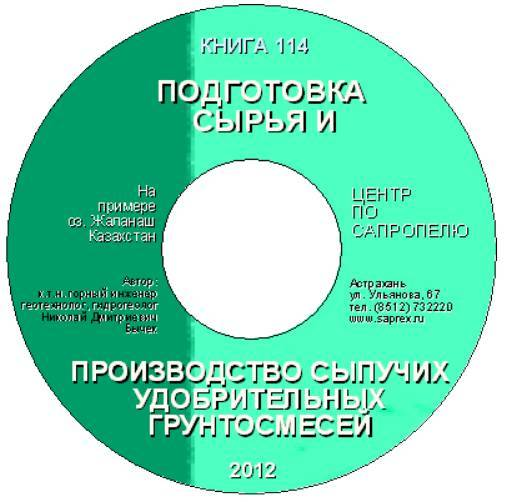 КНИГА 114
ПОДГОТОВКА
СЫРЬЯ И
На
примере
оз. Жаланаш
Казахстан
ЦЕНТР
ПО
САПРОПЕЛЮ
Автор:
к.т.н. горный инженер
геотехнолог, гидрогеолог
Николай Дмитриевич
Бычек
Астрахань
ул. Ульянова, 67
тел. (8512) 732220
www.saprex.ru
ПРОИЗВОДСТВО СЫПУЧИХ
УДОБРИТЕЛЬНЫХ
ГРУНТОСМЕСЕЙ
2012